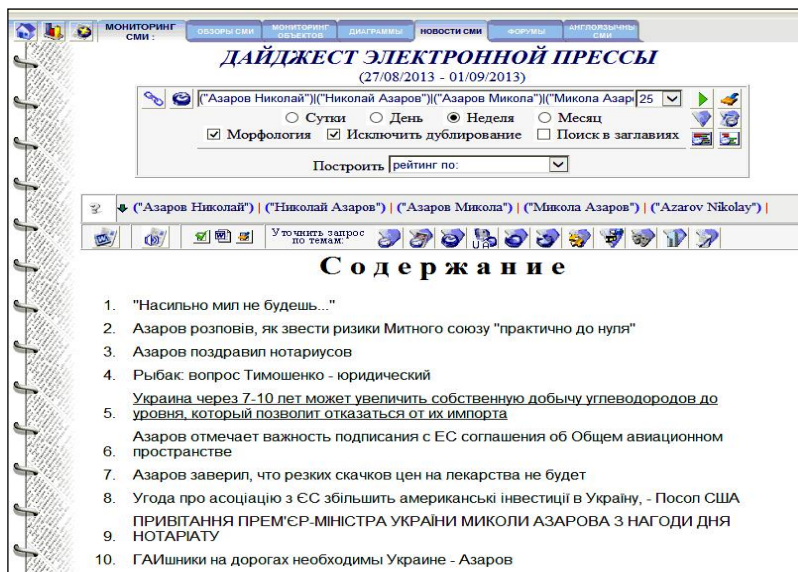 МОНИТОРИНГ СМИ :
ОБЗОРЫ СМИ
МОНИТОРИНГ ОБЪЕКТОВ
ДИАГРАММЫ
НОВОСТИ СМИ
ФОРУМЫ
АНГЛОЯЗЫЧНЫ СМИ
ДАЙДЖЕСТ ЭЛЕКТРОННОЙ ПРЕССЫ
(27/08/2013 - 01/09/2013)
("Азаров Николай")|("Николай Азаров")|("Азаров Микола")|("Микола Азар 25
Сутки День Неделя Месяц
Морфология Исключить дублирование Поиск в заглавиях
Построить рейтинг по:
("Азаров Николай") | ("Николай Азаров") | ("Азаров Микола") | ("Микола Азаров") | ("Azarov Nikolay") |
Уточнить запрос
по темам:
Содержание
1. "Насильно мил не будешь..."
2. Азаров розповів, як звести ризики Митного союзу "практично до нуля"
3. Азаров поздравил нотариусов
4. Рыбак: вопрос Тимошенко - юридический
Украина через 7-10 лет может увеличить собственную добычу углеводородов до
5. уровня, который позволит отказаться от их импорта
Азаров отмечает важность подписания с ЕС соглашения об Общем авиационном
6. пространстве
7. Азаров заверил, что резких скачков цен на лекарства не будет
8. Угода про асоціацію з ЄС збільшить американські інвестиції в Україну, - Посол США
ПРИВІТАННЯ ПРЕМ'ЄР-МІНІСТРА УКРАЇНИ МИКОЛИ АЗАРОВА З НАГОДИ ДНЯ
9. НОТАРІАТУ
10. ГАИшники на дорогах необходимы Украине - Азаров